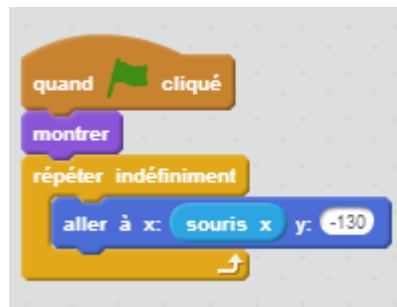 quand cliqué
montrer
répéter indéfiniment
aller à x: souris x y: -130